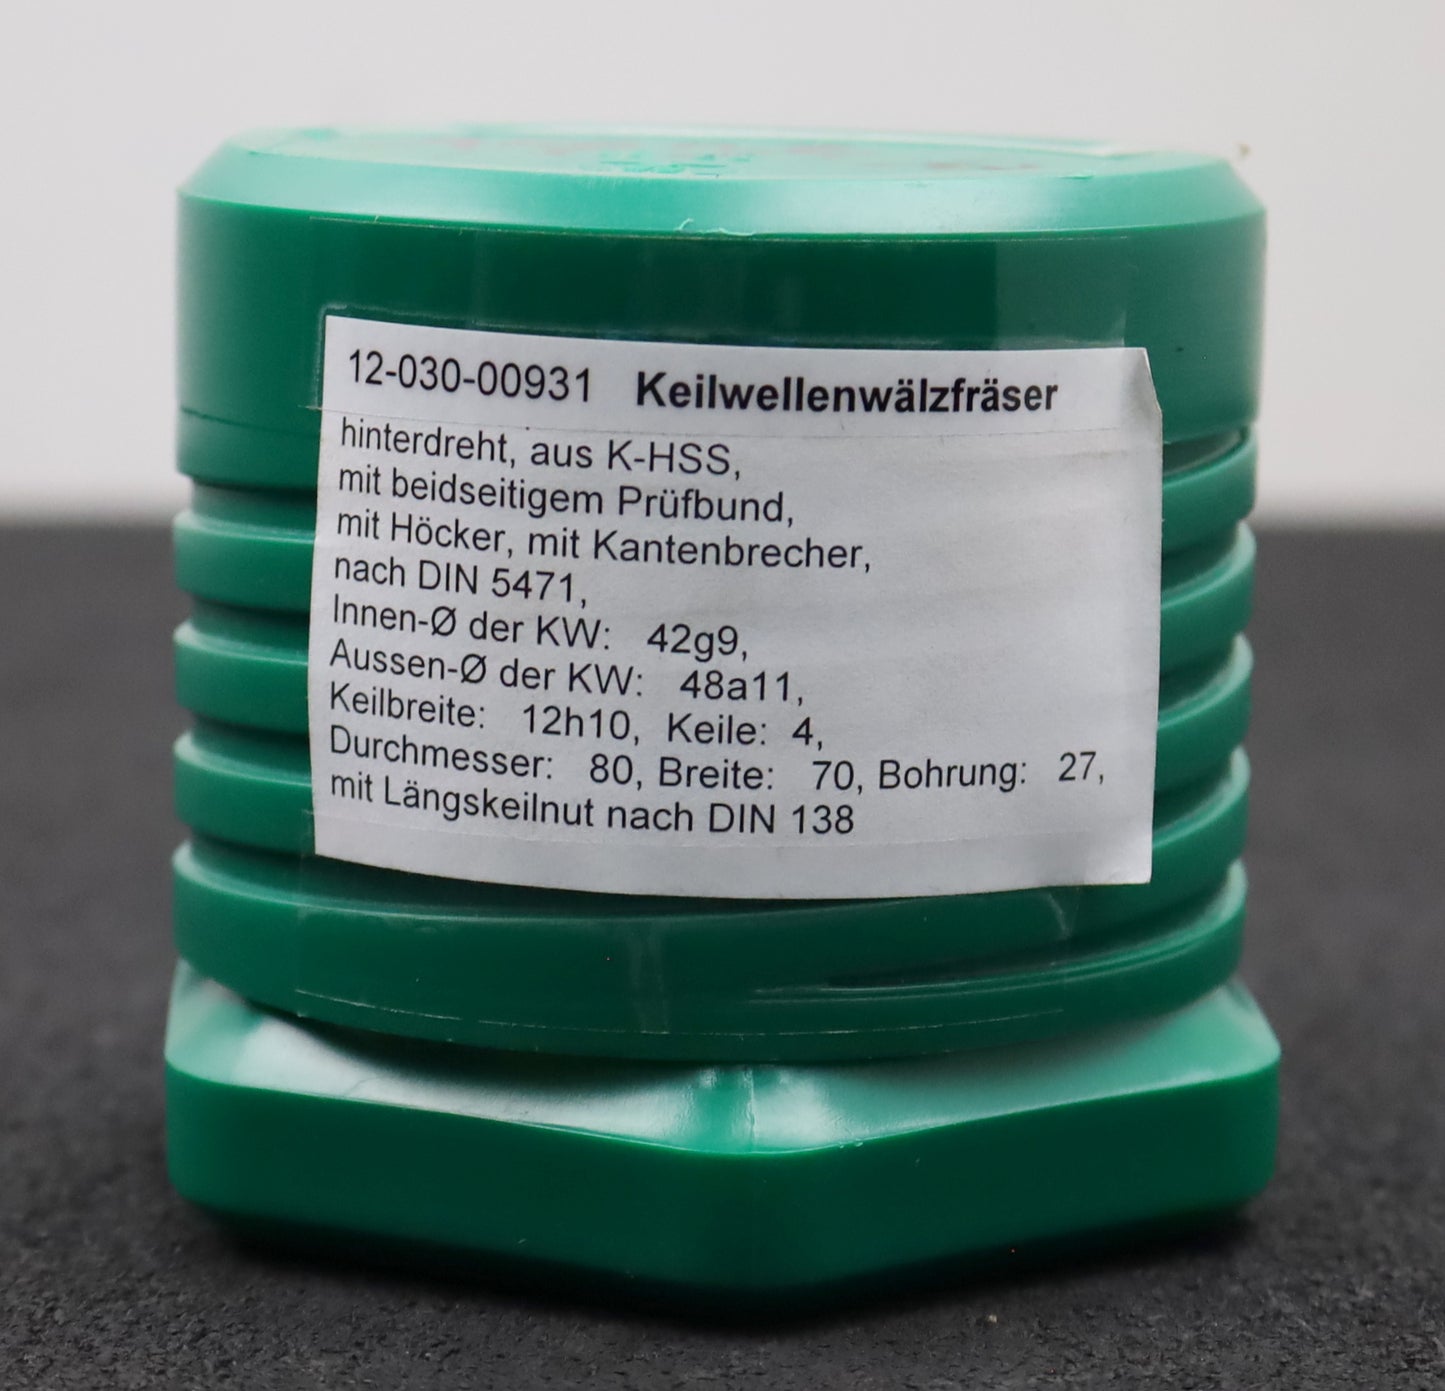 12-030-00931 Keilwellenwälzfräser
hinterdreht, aus K-HSS,
mit beidseitigem Prüfbund,
mit Höcker, mit Kantenbrecher,
nach DIN 5471,
Innen-Ø der KW: 42g9,
Aussen-Ø der KW: 48a11,
Keilbreite: 12h10, Keile: 4,
Durchmesser: 80, Breite: 70, Bohrung: 27,
mit Längskeilnut nach DIN 138